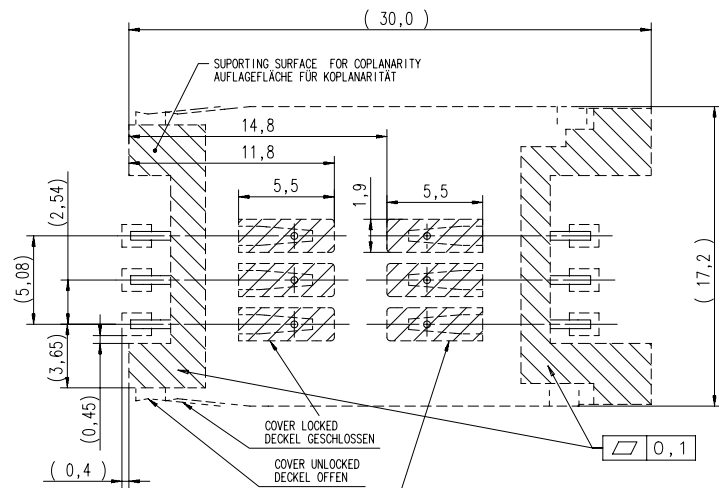 ( 30,0 )
SUPORTING SURFACE FOR COPLANARITY
AUFLAGEFLÄCHE FÜR KOPLANARITÄT
14,8
11,8
5,5
1,9
5,5
(2,54)
(5,08)
(3,65)
(0,45)
( 0,4 )
( 17,2 )
COVER LOCKED
DECKEL GESCHLOSSEN
COVER UNLOCKED
DECKEL OFFEN
0,1